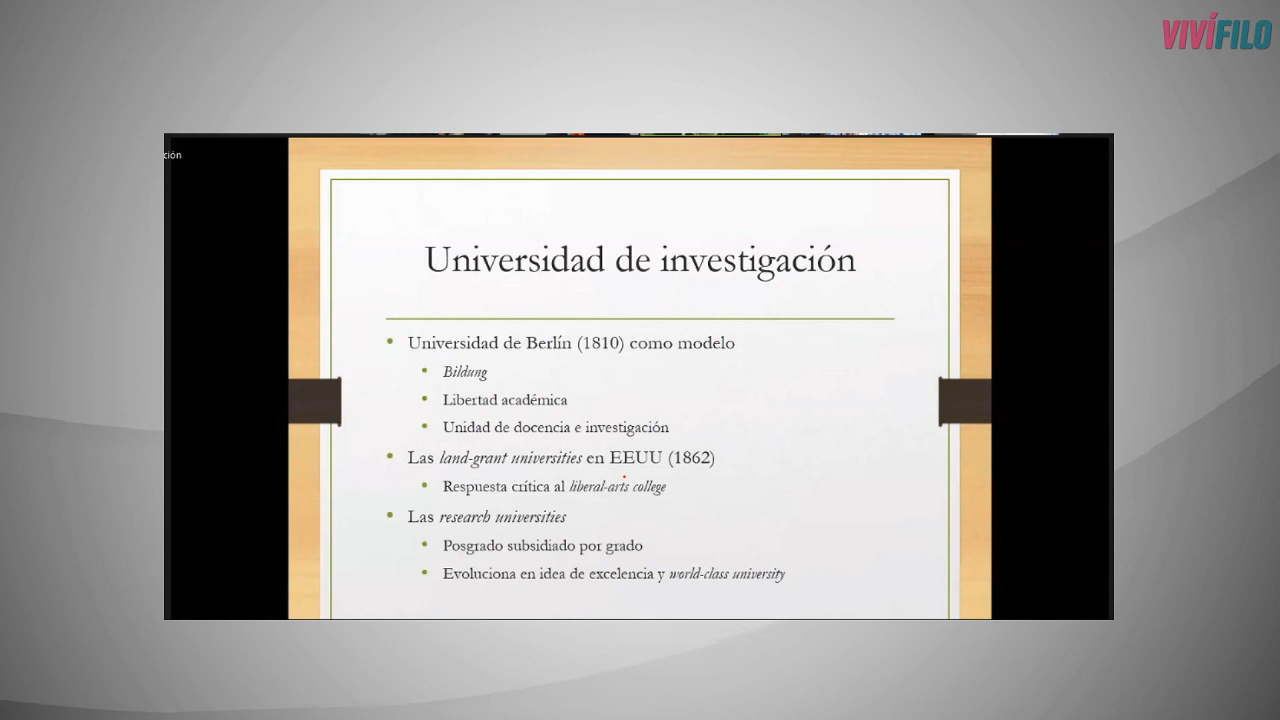 VIVÍFILO
ción
Universidad de investigación
Universidad de Berlín (1810) como modelo
Bildung
Libertad académica
Unidad de docencia e investigación
Las land-grant universities en EEUU (1862)
Respuesta crítica al liberal-arts college
Las research universities
Posgrado subsidiado por grado
Evoluciona en idea de excelencia y world-class university